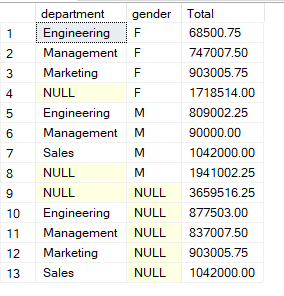 department gender Total
1 Engineering F 68500.75
2 Management F 747007.50
3 Marketing F 903005.75
4 NULL F 1718514.00
5 Engineering M 809002.25
6 Management M 90000.00
7 Sales M 1042000.00
8 NULL M 1941002.25
9 NULL NULL 3659516.25
10 Engineering NULL 877503.00
11 Management NULL 837007.50
12 Marketing NULL 903005.75
13 Sales NULL 1042000.00